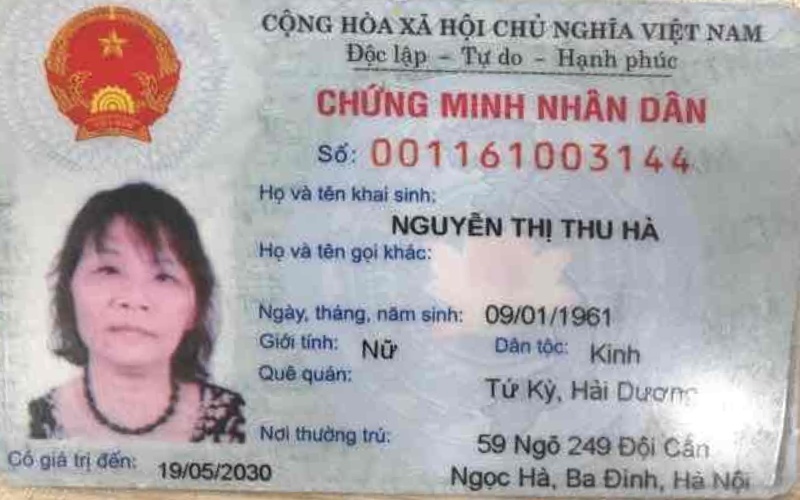 CỘNG HÒA XÃ HỘI CHỦ NGHĨA VIỆT NAM
Độc lập – Tự do – Hạnh phúc
CHỨNG MINH NHÂN DÂN
Số: 001161003144
Họ và tên khai sinh:
NGUYỄN THỊ THU HÀ
Họ và tên gọi khác:
Ngày, tháng, năm sinh: 09/01/1961
Giới tính: Nữ Dân tộc: Kinh
Quê quán:
Tứ Kỳ, Hải Dương
Nơi thường trú: 59 Ngõ 249 Đội Cấn
Ngọc Hà, Ba Đình, Hà Nội
Có giá trị đến: 19/05/2030